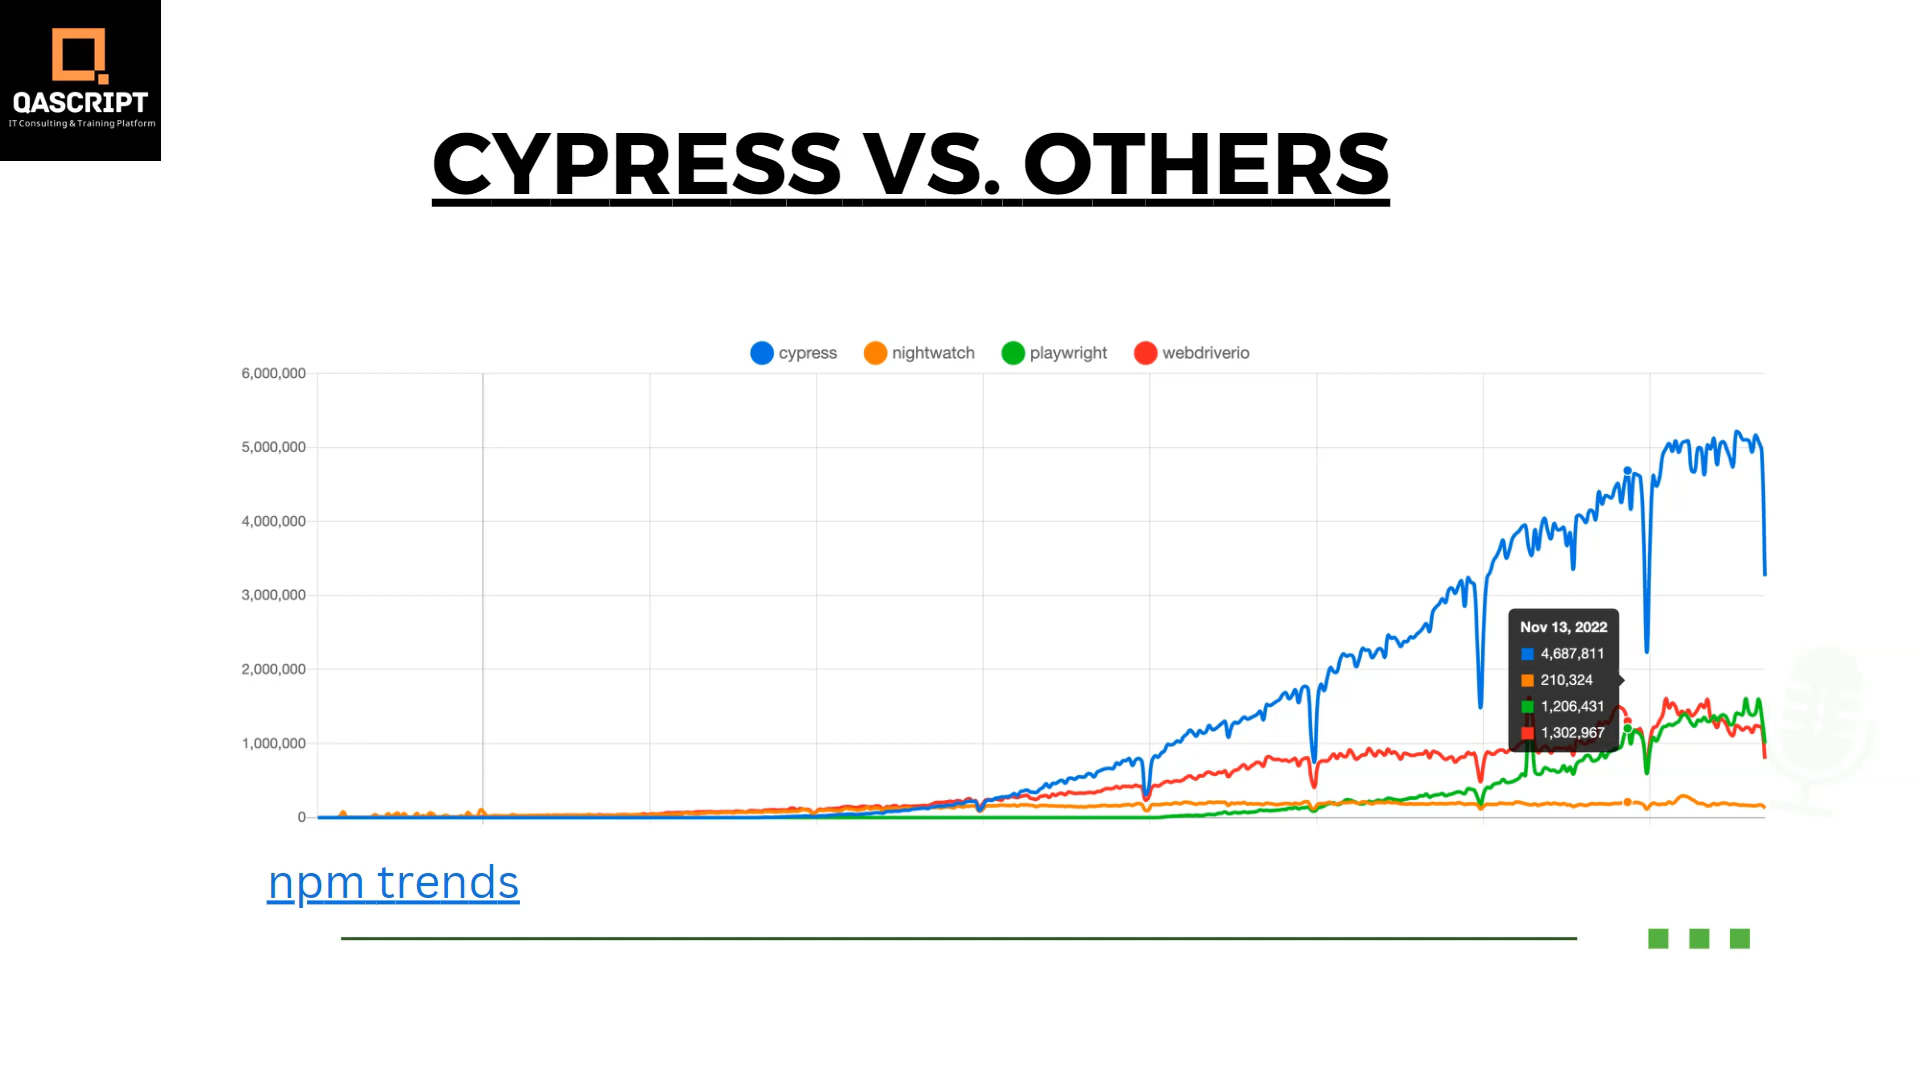 QASCRIPT
IT Consulting & Training Platform
CYPRESS VS. OTHERS
cypress nightwatch playwright webdriverio
6,000,000
5,000,000
4,000,000
3,000,000
2,000,000
1,000,000
0
Nov 13, 2022
4,687,811
210,324
1,206,431
1,302,967
npm trends